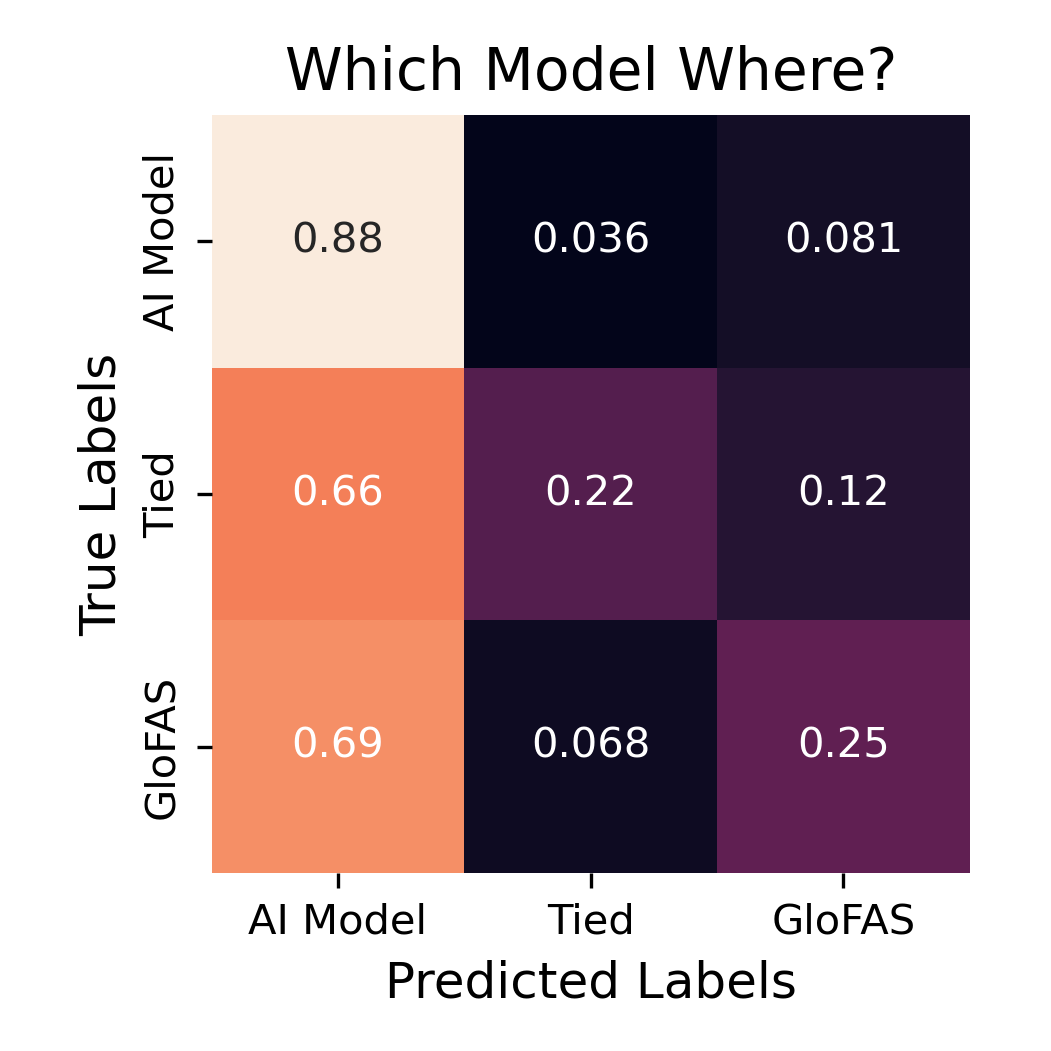 Which Model Where?
True Labels
AI Model
0.88 0.036 0.081
Tied
0.66 0.22 0.12
GloFAS
0.69 0.068 0.25
AI Model Tied GloFAS
Predicted Labels